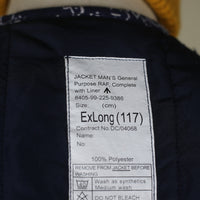 JACKET MAN'S General
Purpose RAF, Complete
with Liner
8405-99-225-9386
Size: (cm)
ExLong (117)
Contract No: DC/04068
Name:
No:
100% Polyester
REMOVE FROM JACKET BEFORE
WASHING
Wash as synthetics
Medium wash
DO NOT BLEACH